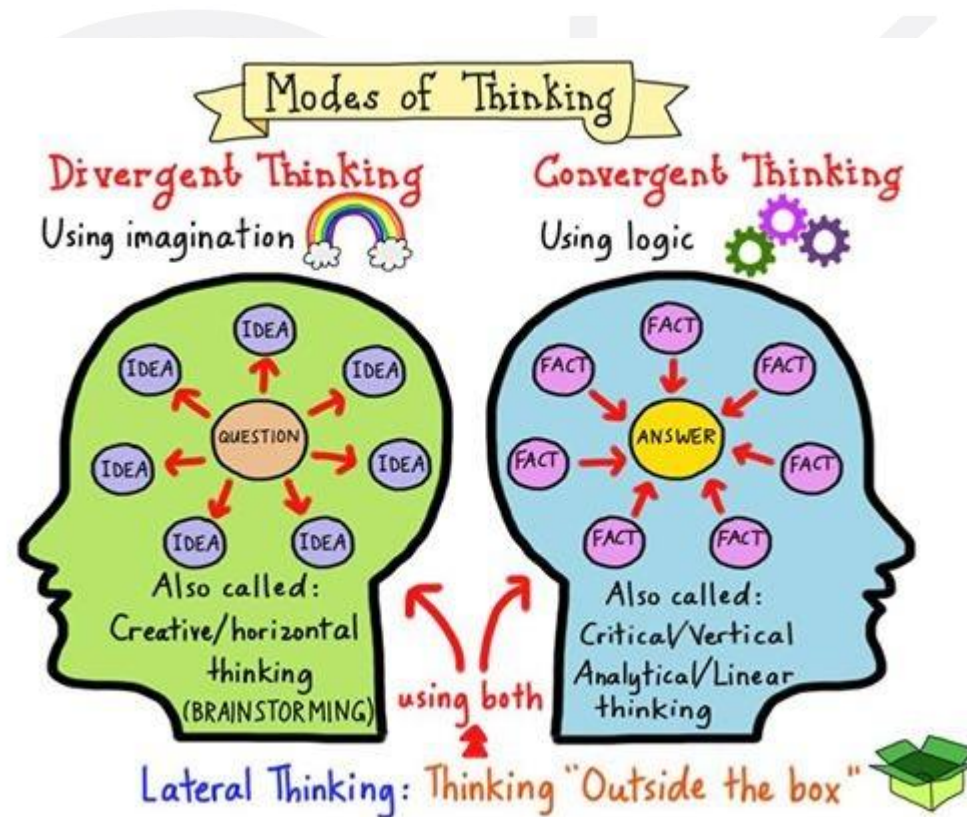 Modes of Thinking
Divergent Thinking
Using imagination
IDEA
IDEA
IDEA
IDEA
QUESTION
IDEA
IDEA
IDEA
Also called:
Creative/horizontal
thinking
(BRAINSTORMING)
Convergent Thinking
Using logic
FACT
FACT
FACT
FACT
ANSWER
FACT
FACT
FACT
Also called:
Critical/Vertical
Analytical/Linear
thinking
using both
Lateral Thinking: Thinking "Outside the box"